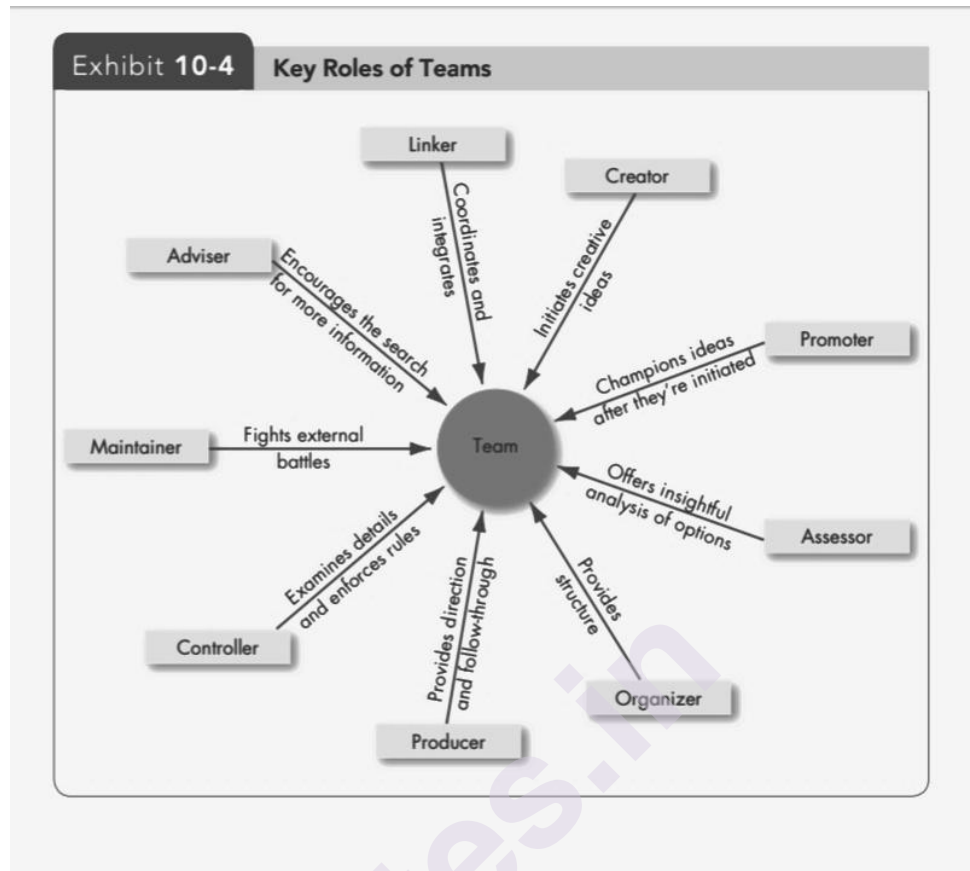 Exhibit 10-4
Key Roles of Teams
Linker
Coordinates and
integrates
Creator
Initiates creative
ideas
Adviser
Encourages the search
for more information
Promoter
Champions ideas
after they're initiated
Maintainer
Fights external
battles
Team
Offers insightful
analysis of options
Assessor
Examines details
and enforces rules
Controller
Provides direction
and follow-through
Producer
Provides
structure
Organizer
tes.in